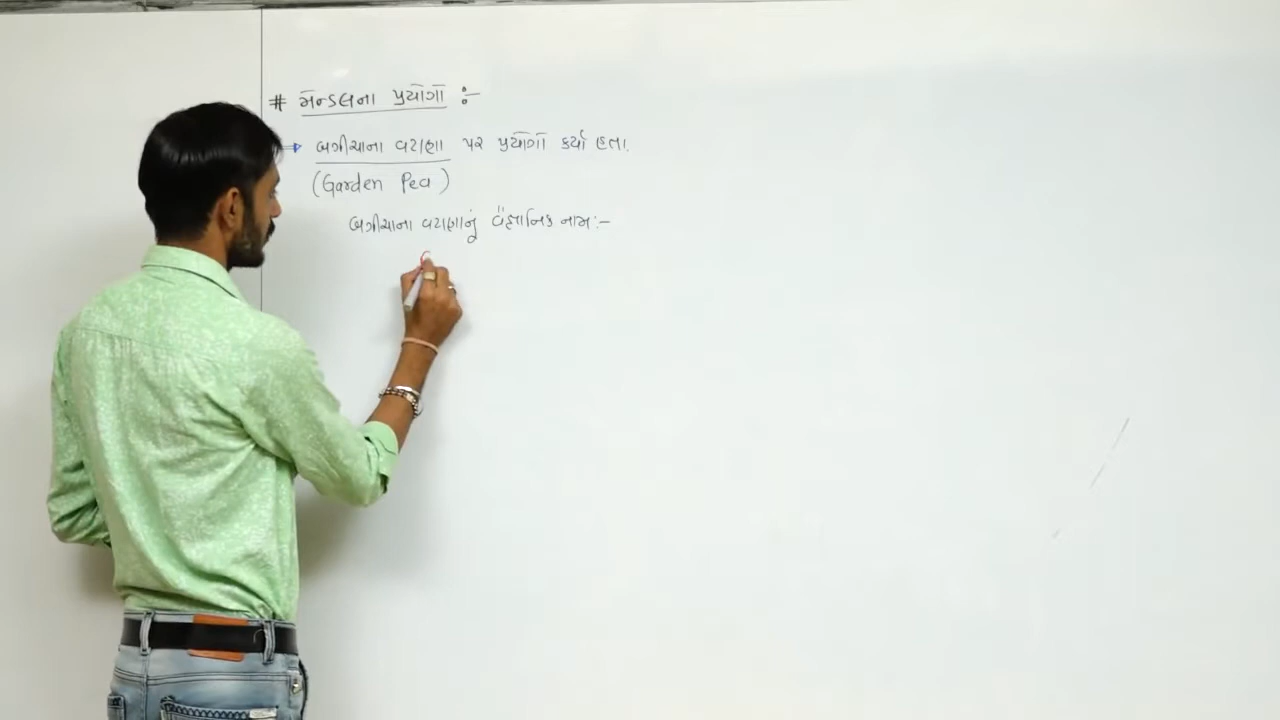 # મેન્ડલના પ્રયોગો :-
→ બગીચાના વટાણા પર પ્રયોગો કર્યા હતા.
(Garden Pea)
બગીચાના વટાણાનું વૈજ્ઞાનિક નામ:-